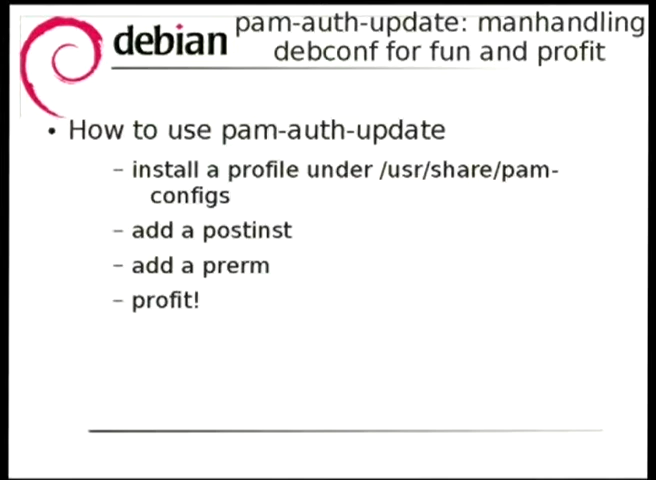 debian
pam-auth-update: manhandling
debconf for fun and profit
• How to use pam-auth-update
– install a profile under /usr/share/pam-
configs
– add a postinst
– add a prerm
– profit!